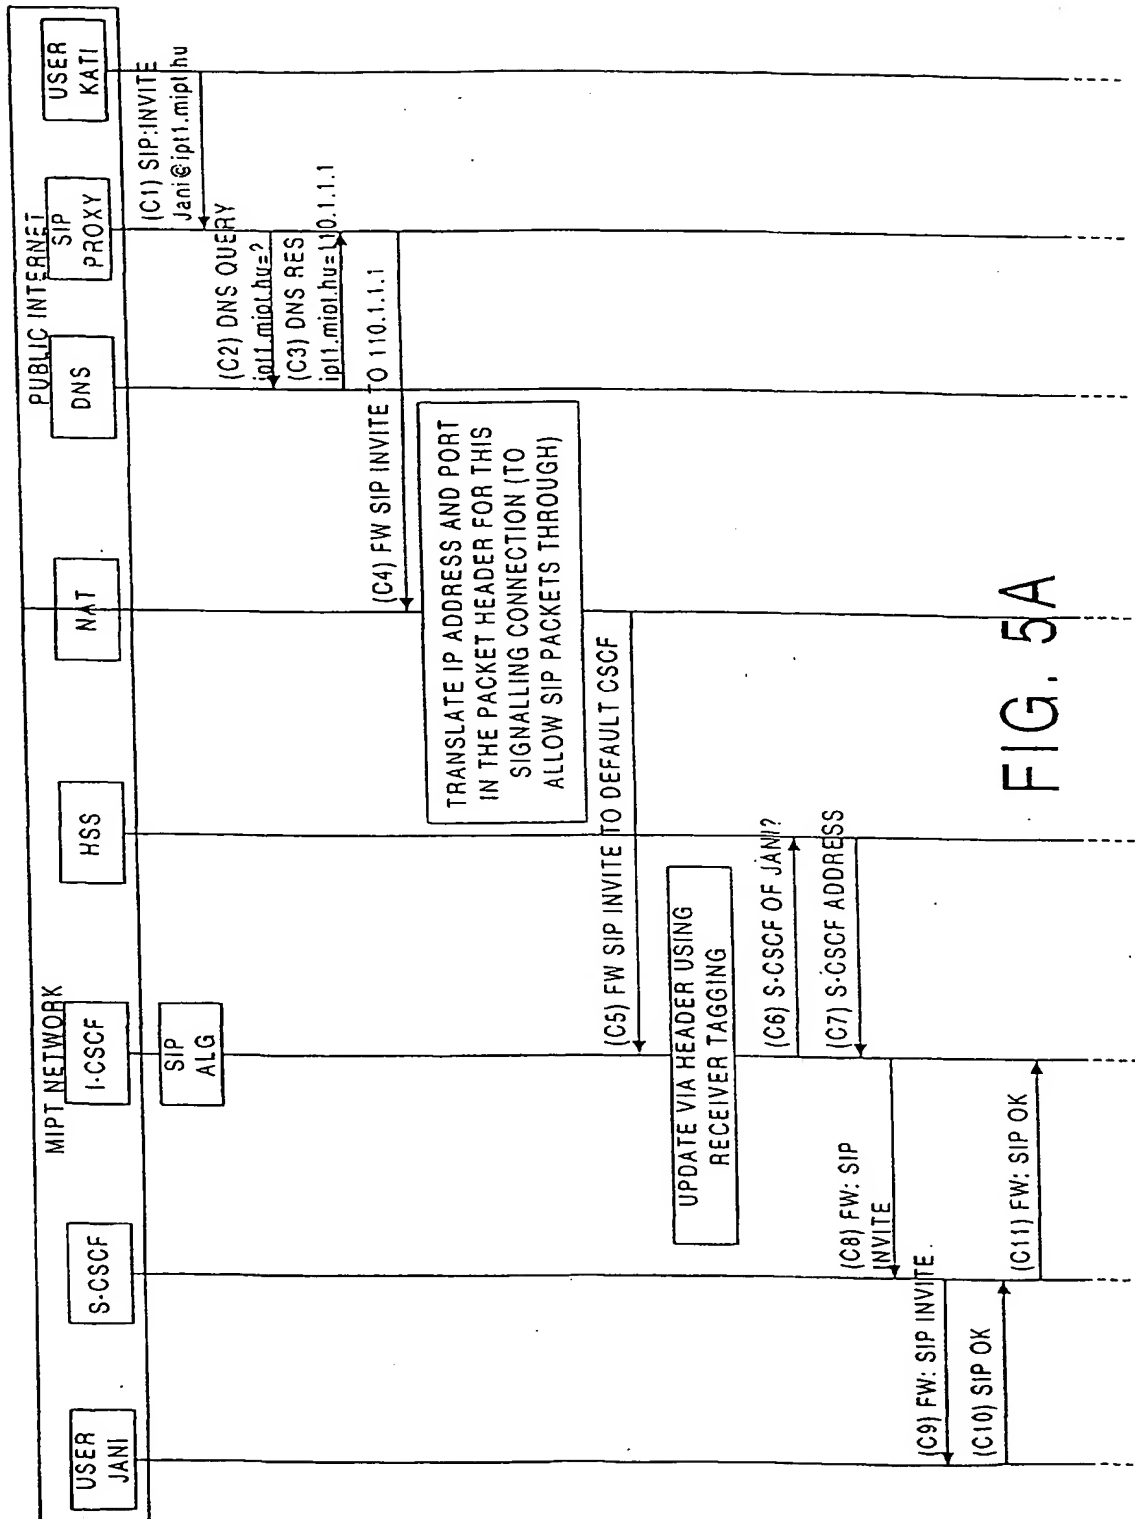 MIPT NETWORK
PUBLIC INTERNET
USER
JANI
S-CSCF
I-CSCF
HSS
NAT
DNS
SIP
PROXY
USER
KATI
SIP
ALG
(C1) SIP:INVITE
Jani@ipt1.mipt.hu
(C2) DNS QUERY
ipt1.mipt.hu=?
(C3) DNS RES
ipt1.mipt.hu=110.1.1.1
(C4) FW SIP INVITE TO 110.1.1.1
TRANSLATE IP ADDRESS AND PORT
IN THE PACKET HEADER FOR THIS
SIGNALLING CONNECTION (TO
ALLOW SIP PACKETS THROUGH)
(C5) FW SIP INVITE TO DEFAULT CSCF
UPDATE VIA HEADER USING
RECEIVER TAGGING
(C6) S-CSCF OF JANI?
(C7) S-CSCF ADDRESS
(C8) FW: SIP
INVITE
(C9) FW: SIP INVITE
(C10) SIP OK
(C11) FW: SIP OK
FIG. 5A